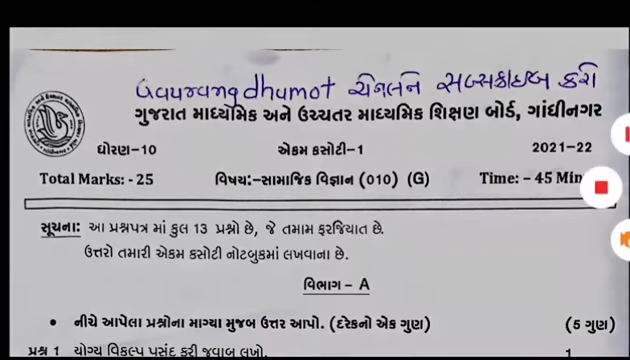 Gaurang dhumot ચેનલને સબ્સક્રાઇબ કરો
ગુજરાત માધ્યમિક અને ઉચ્ચતર માધ્યમિક શિક્ષણ બોર્ડ, ગાંધીનગર
ધોરણ-10 એકમ કસોટી-1 2021-22
Total Marks: - 25 વિષય:-સામાજિક વિજ્ઞાન (010) (G) Time: - 45 Min
સૂચના: આ પ્રશ્નપત્ર માં કુલ 13 પ્રશ્નો છે, જે તમામ ફરજિયાત છે.
ઉત્તરો તમારી એકમ કસોટી નોટબુકમાં લખવાના છે.
વિભાગ - A
• નીચે આપેલા પ્રશ્નોના માગ્યા મુજબ ઉત્તર આપો. (દરેકનો એક ગુણ) (5 ગુણ)
પ્રશ્ન 1 યોગ્ય વિકલ્પ પસંદ કરી જવાબ લખો. 1